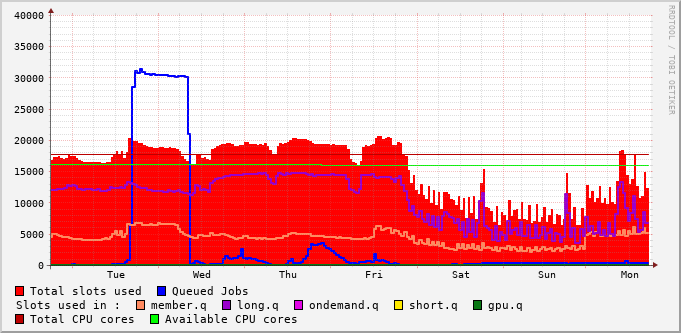 40000
35000
30000
25000
20000
15000
10000
5000
0
Tue Wed Thu Fri Sat Sun Mon
RRDTOOL / TOBI OETIKER
Total slots used Queued Jobs
Slots used in : member.q long.q ondemand.q short.q gpu.q
Total CPU cores Available CPU cores